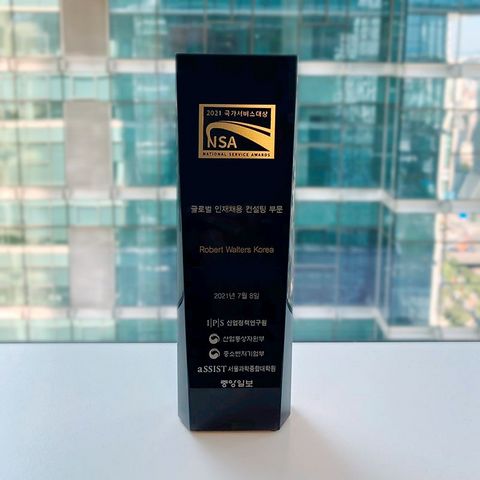 2021 국가서비스대상
NSA
NATIONAL SERVICE AWARDS
글로벌 인재채용 컨설팅 부문
Robert Walters Korea
2021년 7월 8일
I|P|S 산업정책연구원
산업통상자원부
중소벤처기업부
aSSIST 서울과학종합대학원
중앙일보